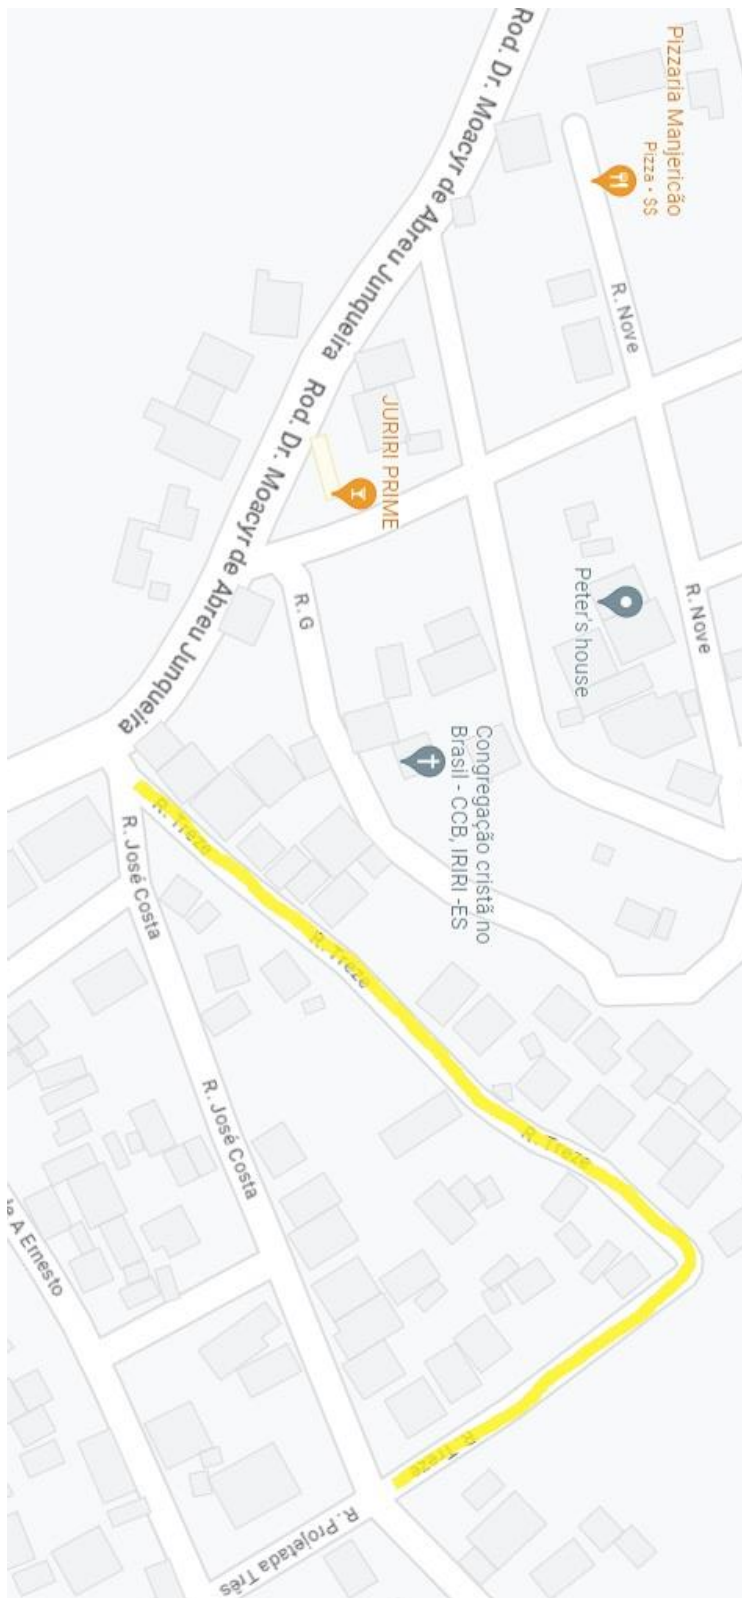 Rod. Dr. Moacyr de Abreu Junqueira
Pizzaria Manjericão
Pizza • $$
R. Nove
Rod. Dr. Moacyr de Abreu Junqueira
JURIRI PRIME
R. Nove
Peter's house
R. G
Congregação cristã no
Brasil - CCB, IRIRI -ES
R. Treze
R. José Costa
R. Treze
R. José Costa
R. Treze
A Ernesto
R. Treze
R. Projetada Três